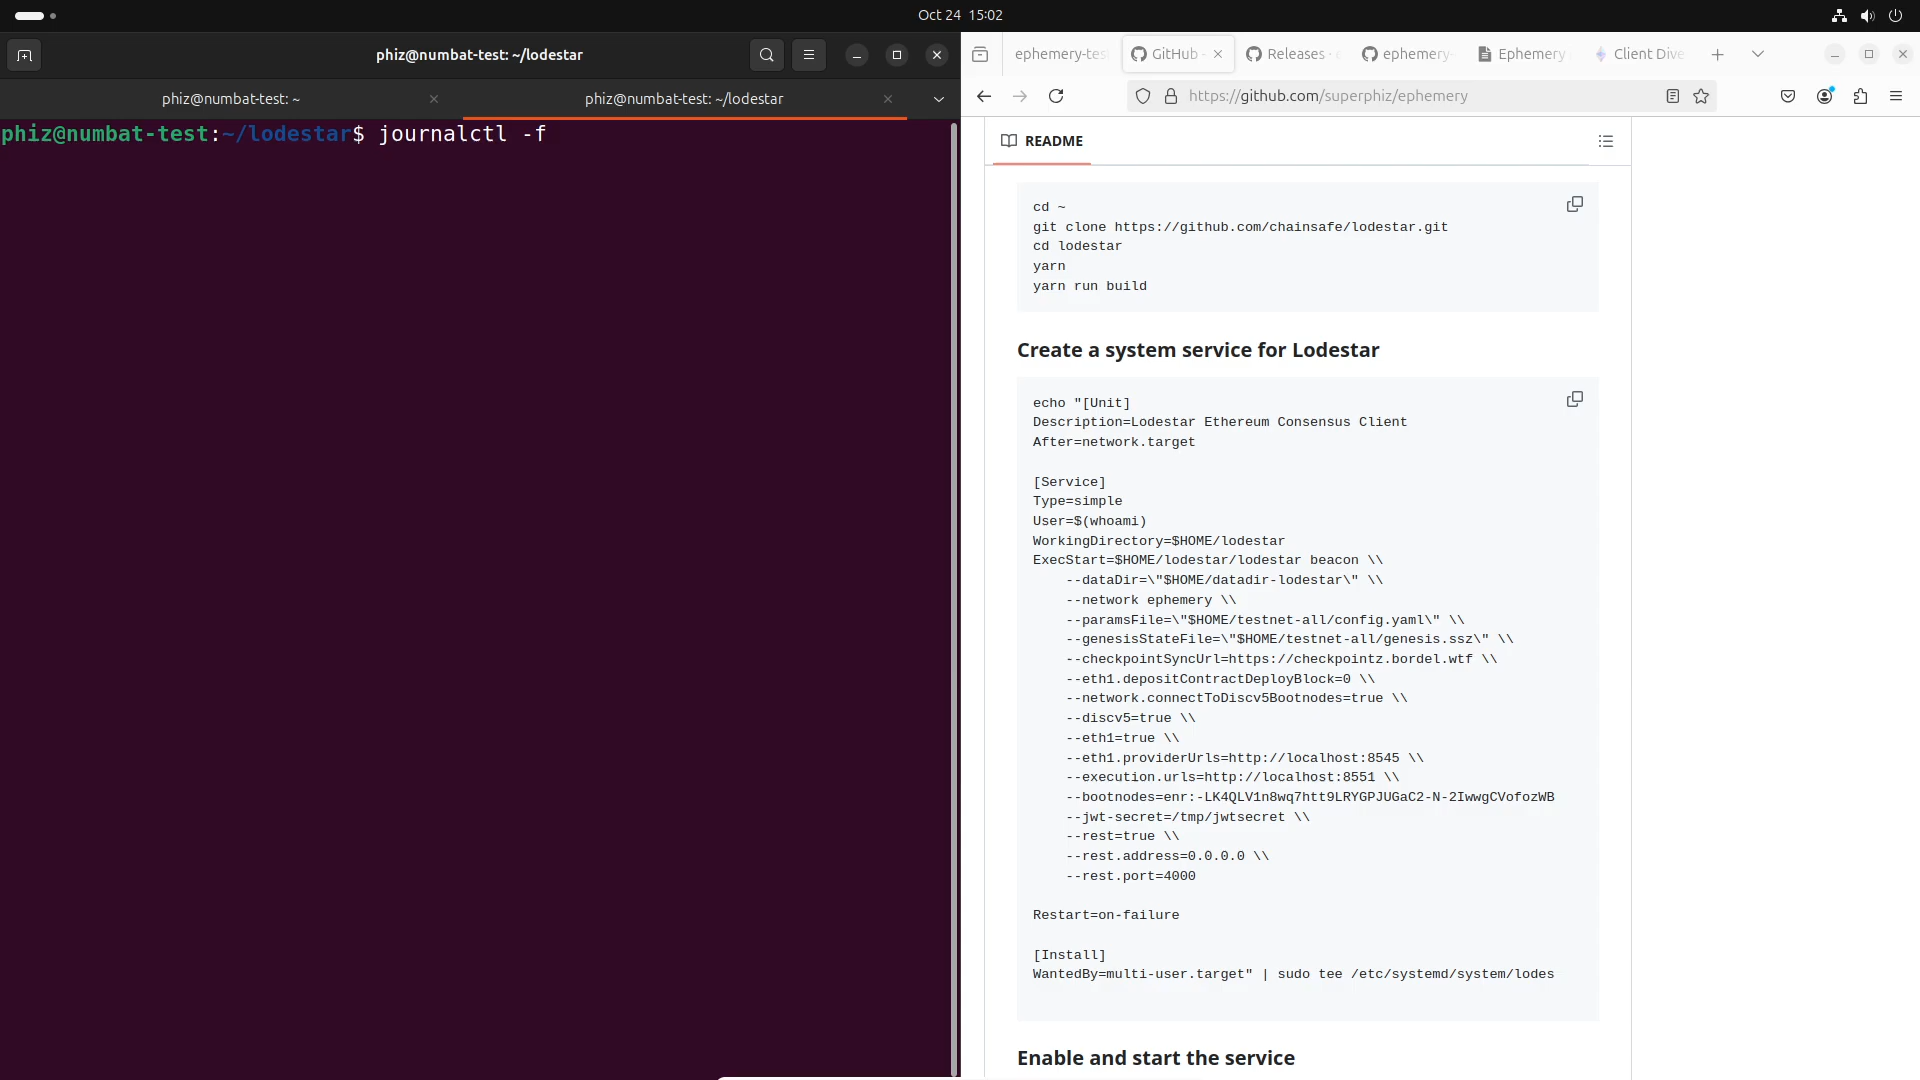 Oct 24 15:02
phiz@numbat-test: ~/lodestar
phiz@numbat-test: ~
phiz@numbat-test: ~/lodestar
phiz@numbat-test:~/lodestar$ journalctl -f
ephemery-tes
GitHub -
Releases ·
ephemery-
Ephemery
Client Dive
https://github.com/superphiz/ephemery
README
cd ~
git clone https://github.com/chainsafe/lodestar.git
cd lodestar
yarn
yarn run build
Create a system service for Lodestar
echo "[Unit]
Description=Lodestar Ethereum Consensus Client
After=network.target
[Service]
Type=simple
User=$(whoami)
WorkingDirectory=$HOME/lodestar
ExecStart=$HOME/lodestar/lodestar beacon \\
--dataDir=\"$HOME/datadir-lodestar\" \\
--network ephemery \\
--paramsFile=\"$HOME/testnet-all/config.yaml\" \\
--genesisStateFile=\"$HOME/testnet-all/genesis.ssz\" \\
--checkpointSyncUrl=https://checkpointz.bordel.wtf \\
--eth1.depositContractDeployBlock=0 \\
--network.connectToDiscv5Bootnodes=true \\
--discv5=true \\
--eth1=true \\
--eth1.providerUrls=http://localhost:8545 \\
--execution.urls=http://localhost:8551 \\
--bootnodes=enr:-LK4QLV1n8wq7htt9LRYGPJUGaC2-N-2IwwgCVofozWB
--jwt-secret=/tmp/jwtsecret \\
--rest=true \\
--rest.address=0.0.0.0 \\
--rest.port=4000
Restart=on-failure
[Install]
WantedBy=multi-user.target" | sudo tee /etc/systemd/system/lodes
Enable and start the service